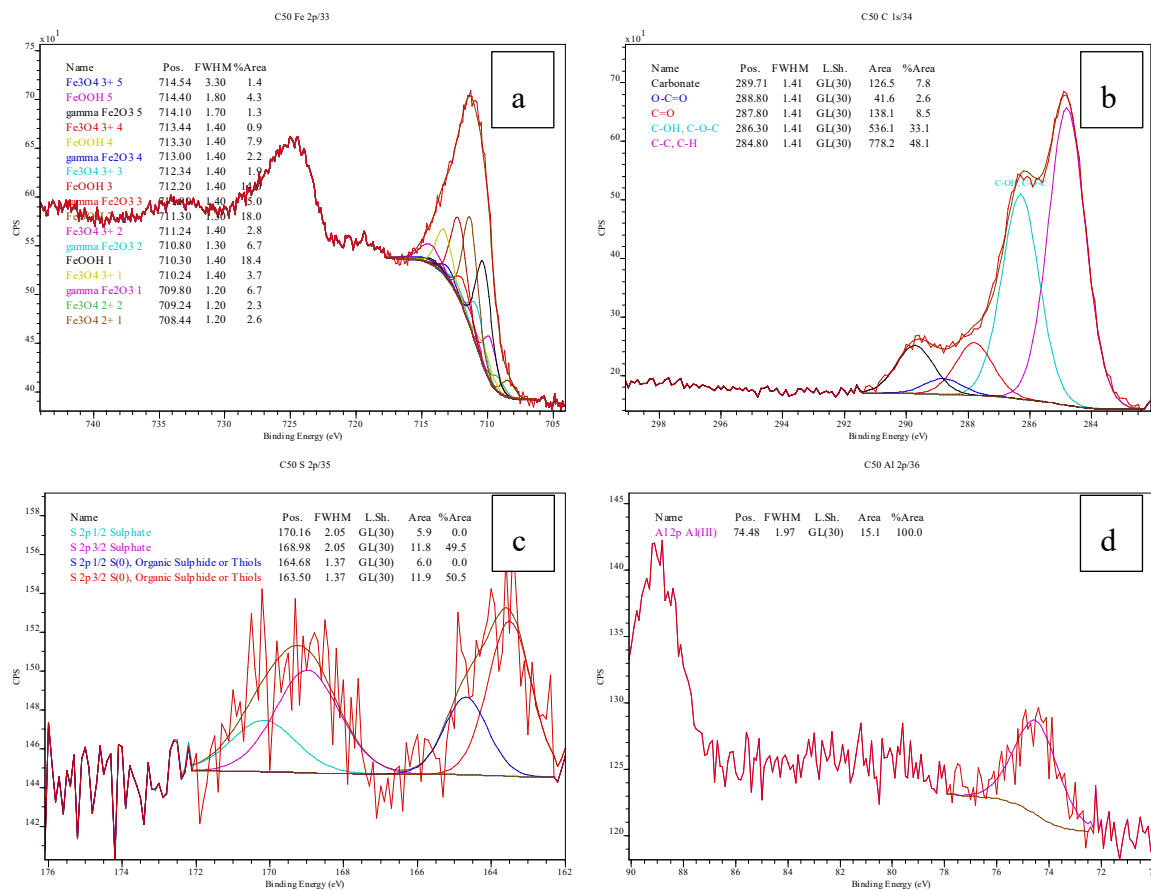 C50 Fe 2p/33
x 10¹
75
70
65
60
55
50
45
40
CPS
Name Pos. FWHM %Area
Fe3O4 3+ 5 714.54 3.30 1.4
FeOOH 5 714.40 1.80 4.3
gamma Fe2O3 5 714.10 1.70 1.3
Fe3O4 3+ 4 713.44 1.40 0.9
FeOOH 4 713.30 1.40 7.9
gamma Fe2O3 4 713.00 1.40 2.2
Fe3O4 3+ 3 712.34 1.40 1.9
FeOOH 3 712.20 1.40
gamma Fe2O3 3 1.40 5.0
711.30 1.30 18.0
Fe3O4 3+ 2 711.24 1.40 2.8
gamma Fe2O3 2 710.80 1.30 6.7
FeOOH 1 710.30 1.40 18.4
Fe3O4 3+ 1 710.24 1.40 3.7
gamma Fe2O3 1 709.80 1.20 6.7
Fe3O4 2+ 2 709.24 1.20 2.3
Fe3O4 2+ 1 708.44 1.20 2.6
a
740 735 730 725 720 715 710 705
Binding Energy (eV)
C50 C 1s/34
x 10¹
70
60
50
40
30
20
CPS
Name Pos. FWHM L.Sh. Area %Area
Carbonate 289.71 1.41 GL(30) 126.5 7.8
O-C=O 288.80 1.41 GL(30) 41.6 2.6
C=O 287.80 1.41 GL(30) 138.1 8.5
C-OH, C-O-C 286.30 1.41 GL(30) 536.1 33.1
C-C, C-H 284.80 1.41 GL(30) 778.2 48.1
b
C-OH, C-O-C
298 296 294 292 290 288 286 284
Binding Energy (eV)
C50 S 2p/35
158
156
154
152
150
148
146
144
142
CPS
Name Pos. FWHM L.Sh. Area %Area
S 2p1/2 Sulphate 170.16 2.05 GL(30) 5.9 0.0
S 2p3/2 Sulphate 168.98 2.05 GL(30) 11.8 49.5
S 2p1/2 S(0), Organic Sulphide or Thiols 164.68 1.37 GL(30) 6.0 0.0
S 2p3/2 S(0), Organic Sulphide or Thiols 163.50 1.37 GL(30) 11.9 50.5
c
176 174 172 170 168 166 164 162
Binding Energy (eV)
C50 Al 2p/36
145
140
135
130
125
120
CPS
Name Pos. FWHM L.Sh. Area %Area
Al 2p Al(III) 74.48 1.97 GL(30) 15.1 100.0
d
90 88 86 84 82 80 78 76 74 72
Binding Energy (eV)